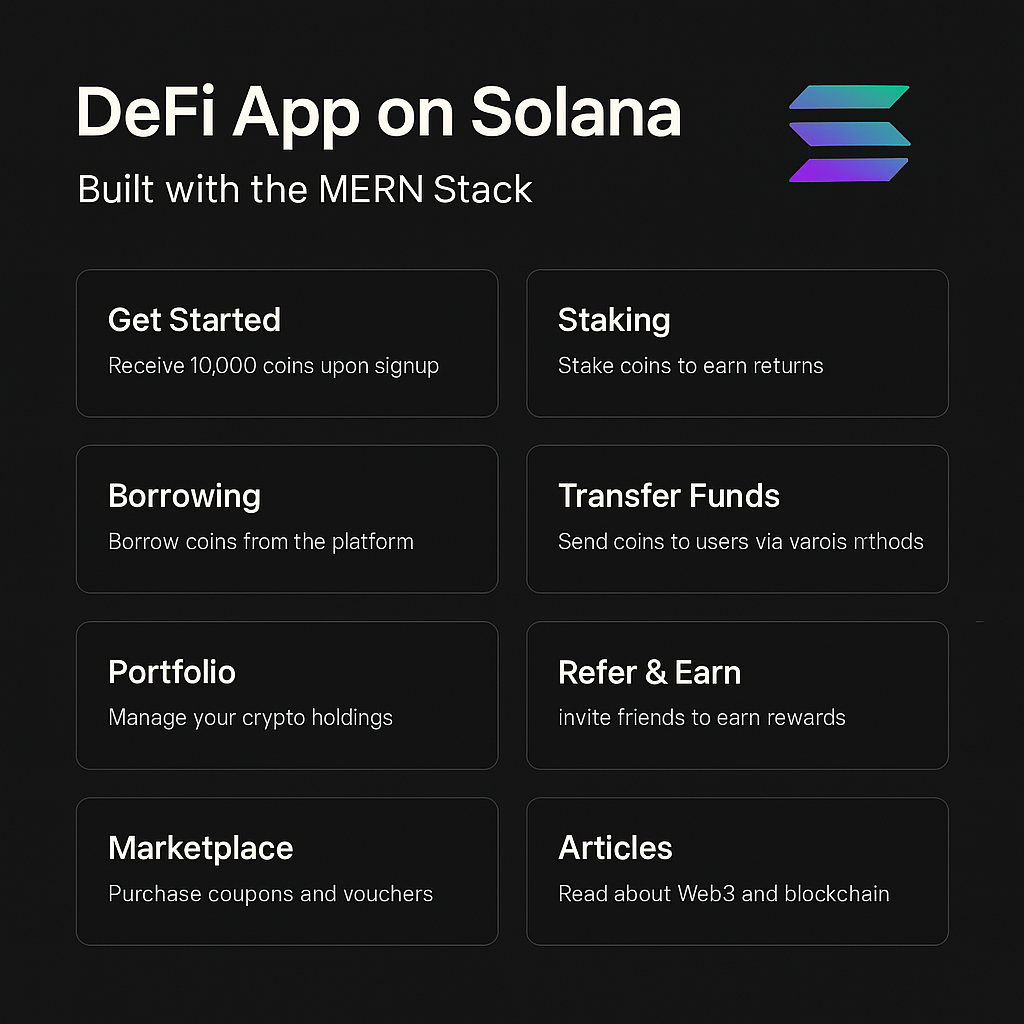 DeFi App on Solana
Built with the MERN Stack
Get Started
Receive 10,000 coins upon signup
Staking
Stake coins to earn returns
Borrowing
Borrow coins from the platform
Transfer Funds
Send coins to users via varois
Portfolio
Manage your crypto holdings
Refer & Earn
invite friends to earn rewards
Marketplace
Purchase coupons and vouchers
Articles
Read about Web3 and blockchain